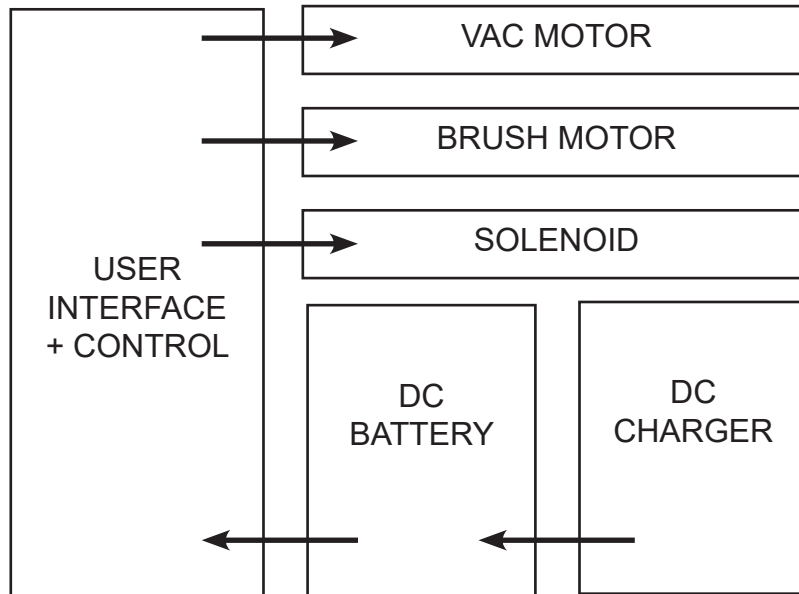 VAC MOTOR
BRUSH MOTOR
SOLENOID
USER
INTERFACE
+ CONTROL
DC
BATTERY
DC
CHARGER